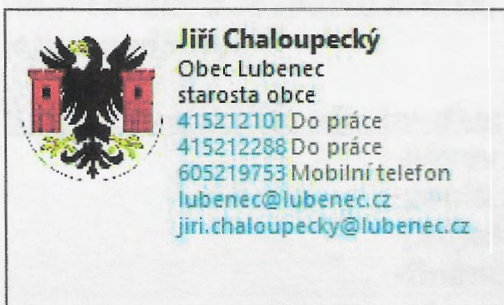 Jiří Chaloupecký
Obec Lubenec
starosta obce
415212101 Do práce
415212288 Do práce
605219753 Mobilní telefon
lubenec@lubenec.cz
jiri.chaloupecky@lubenec.cz